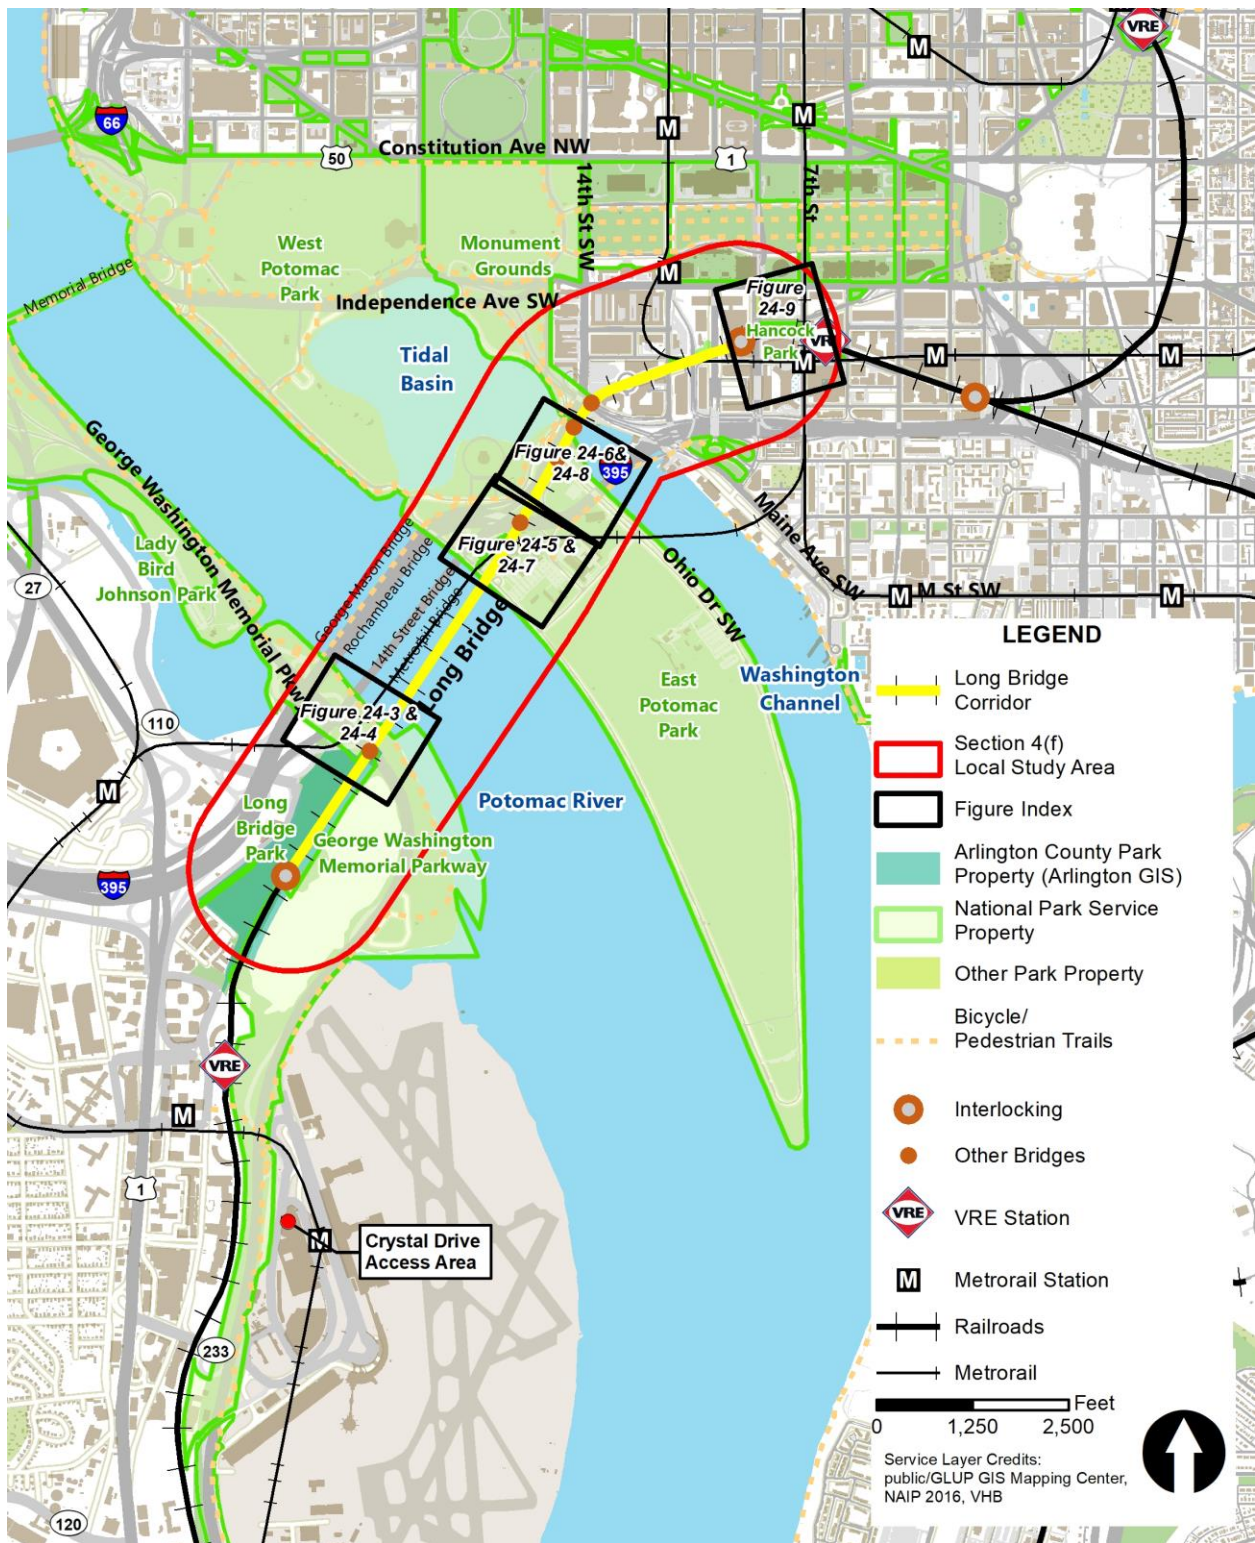 VRE
66
M
M
M
Constitution Ave NW
50
1
14th St SW
7th St
West
Potomac
Park
Monument
Grounds
Memorial Bridge
Independence Ave SW
M
Figure
24-9
Hancock
Park
VRE
M
M
M
Tidal
Basin
George Washington Memorial Pkwy
Figure 24-6&
24-8
395
Maine Ave SW
Figure 24-5 &
24-7
Ohio Dr SW
Lady
Bird
Johnson Park
27
George Mason Bridge
Rochambeau Bridge
14th Street Bridge
Metrorail Bridge
Long Bridge
M
M St SW
M
East
Potomac
Park
Washington
Channel
110
Figure 24-3 &
24-4
M
Potomac River
Long
Bridge
Park
George Washington
Memorial Parkway
395
VRE
M
1
M
Crystal Drive
Access Area
233
120
LEGEND
Long Bridge
Corridor
Section 4(f)
Local Study Area
Figure Index
Arlington County Park
Property (Arlington GIS)
National Park Service
Property
Other Park Property
Bicycle/
Pedestrian Trails
Interlocking
Other Bridges
VRE
VRE Station
M
Metrorail Station
Railroads
Metrorail
Feet
0 1,250 2,500
Service Layer Credits:
public/GLUP GIS Mapping Center,
NAIP 2016, VHB